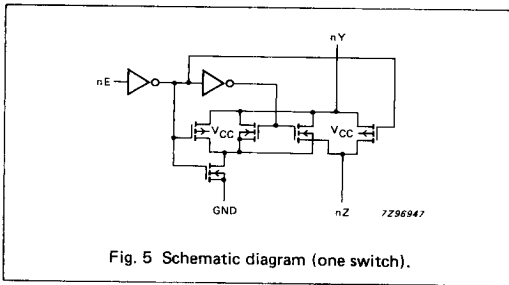 nY
nE
VCC
VCC
GND
nZ
7Z96947
Fig. 5 Schematic diagram (one switch).